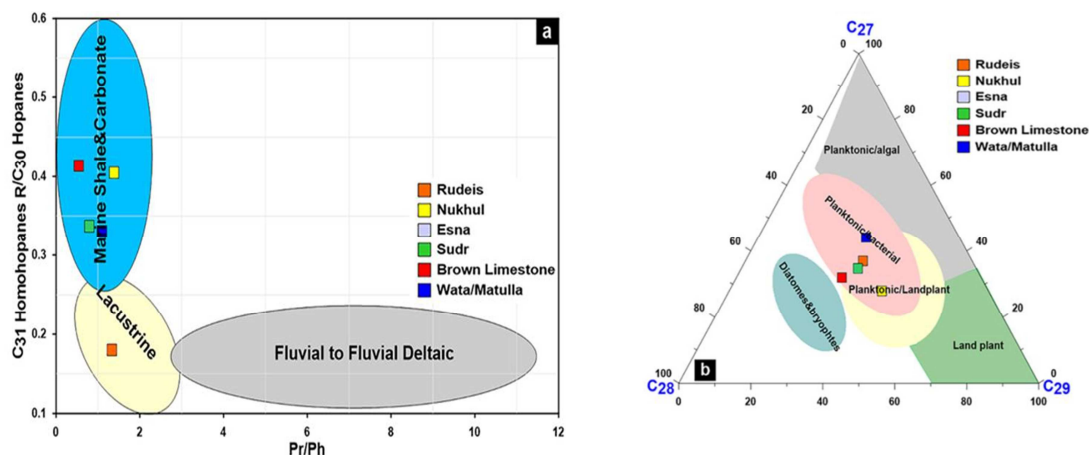 a
0.6
0.5
0.4
0.3
0.2
0.1
C31 Homohopanes R/C30 Hopanes
Marine Shale&Carbonate
Lacustrine
Fluvial to Fluvial Deltaic
Rudeis
Nukhul
Esna
Sudr
Brown Limestone
Wata/Matulla
0 2 4 6 8 10 12
Pr/Ph
C27
0 100
20 80
40 60
60 40
80 20
100 0
C28 C29
0 20 40 60 80 100
Planktonic/algal
Planktonic/bacterial
Planktonic/Landplant
Diatomes&bryophtes
Land plant
b
Rudeis
Nukhul
Esna
Sudr
Brown Limestone
Wata/Matulla